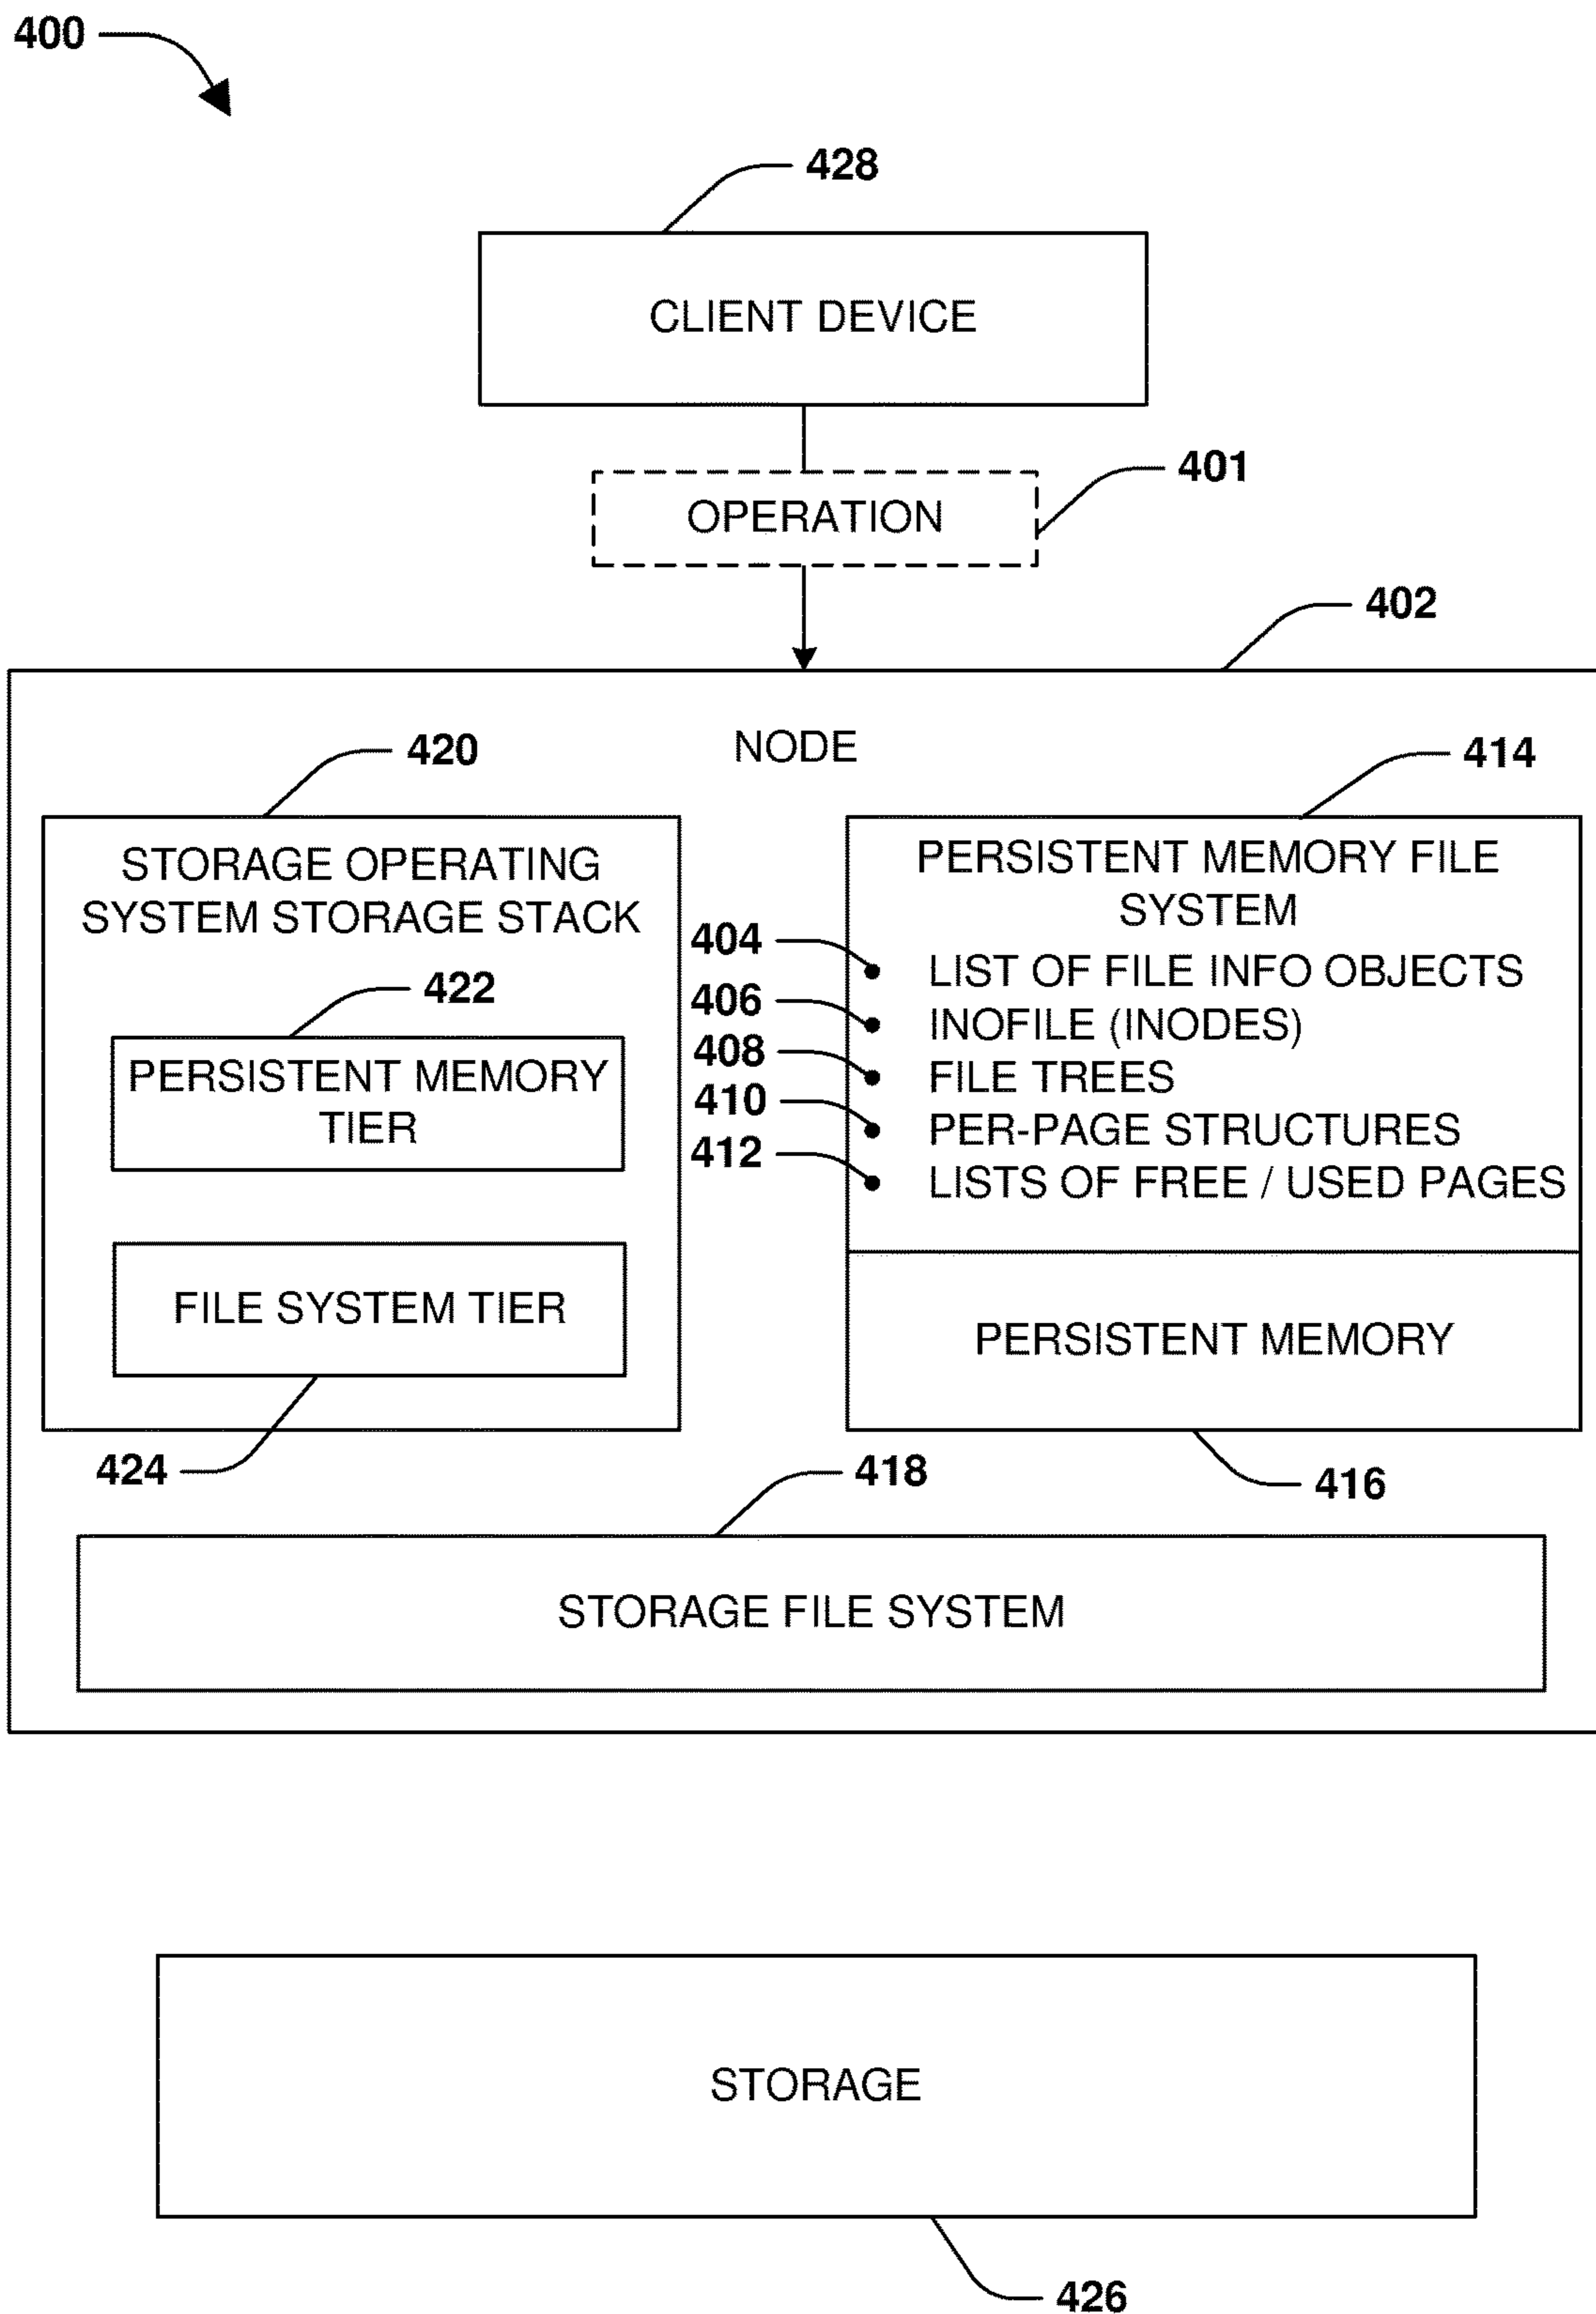 400
428
CLIENT DEVICE
401
OPERATION
402
NODE
420
414
STORAGE OPERATING
SYSTEM STORAGE STACK
422
PERSISTENT MEMORY
TIER
FILE SYSTEM TIER
424
PERSISTENT MEMORY FILE
SYSTEM
404
LIST OF FILE INFO OBJECTS
406
INOFILE (INODES)
408
FILE TREES
410
PER-PAGE STRUCTURES
412
LISTS OF FREE / USED PAGES
PERSISTENT MEMORY
416
418
STORAGE FILE SYSTEM
STORAGE
426